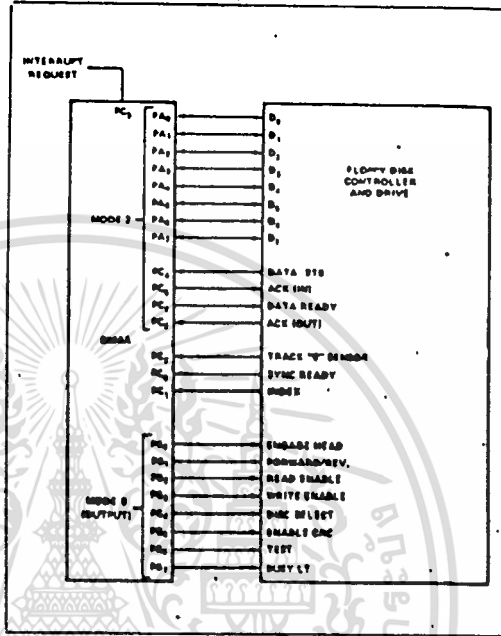 INTERRUPT
REQUEST
PC3
PA0 D0
PA1 D1
PA2 D2
PA3 D3
PA4 D4
PA5 D5
PA6 D6
PA7 D7
FLOPPY DISK
CONTROLLER
AND DRIVE
MODE 2
PC4 DATA STB
PC5 ACK (IN)
PC7 DATA READY
PC6 ACK (OUT)
PC2 TRACK "0" SENSOR
PC0 SYNC READY
PC1 INDEX
MODE 0
(OUTPUT)
PB0 ENGAGE HEAD
PB1 FORWARD/REV.
PB2 READ ENABLE
PB3 WRITE ENABLE
PB4 DISC SELECT
PB5 ENABLE CRC
PB6 TEST
PB7 BUSY LT